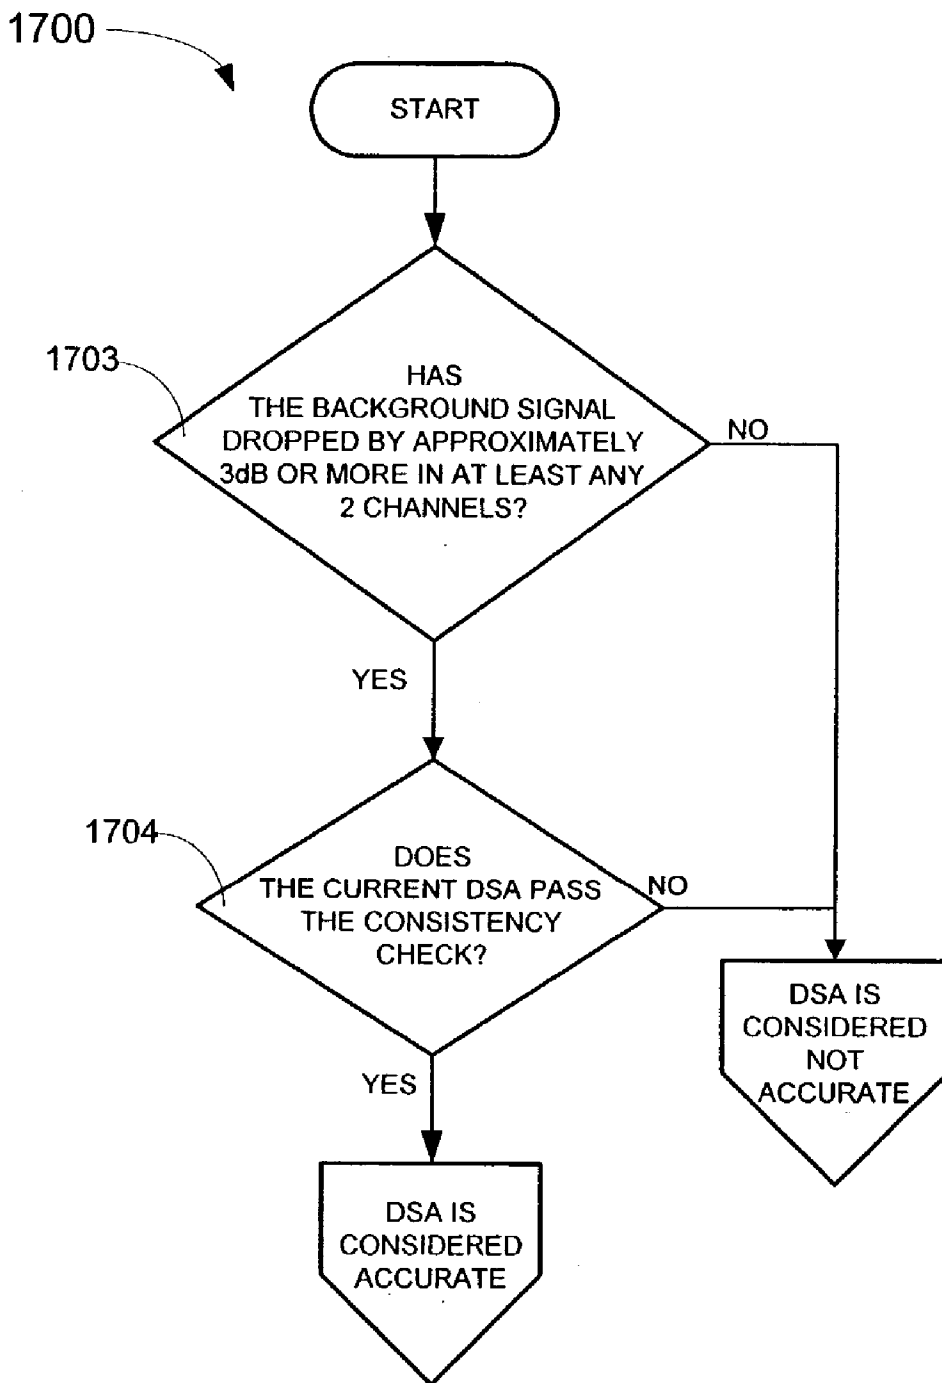 1700
START
1703
HAS
THE BACKGROUND SIGNAL
DROPPED BY APPROXIMATELY
3dB OR MORE IN AT LEAST ANY
2 CHANNELS?
NO
YES
1704
DOES
THE CURRENT DSA PASS
THE CONSISTENCY
CHECK?
NO
YES
DSA IS
CONSIDERED
NOT
ACCURATE
DSA IS
CONSIDERED
ACCURATE